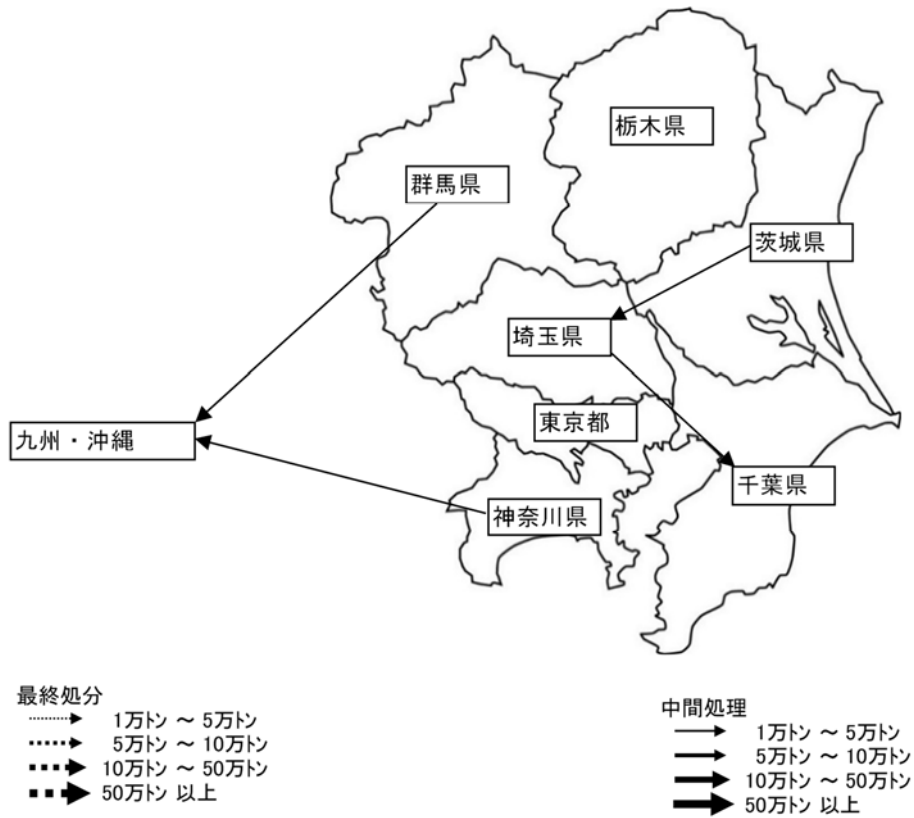 栃木県
群馬県
茨城県
埼玉県
東京都
九州・沖縄
千葉県
神奈川県
最終処分
1万トン ～ 5万トン
5万トン ～ 10万トン
10万トン ～ 50万トン
50万トン 以上
中間処理
1万トン ～ 5万トン
5万トン ～ 10万トン
10万トン ～ 50万トン
50万トン 以上